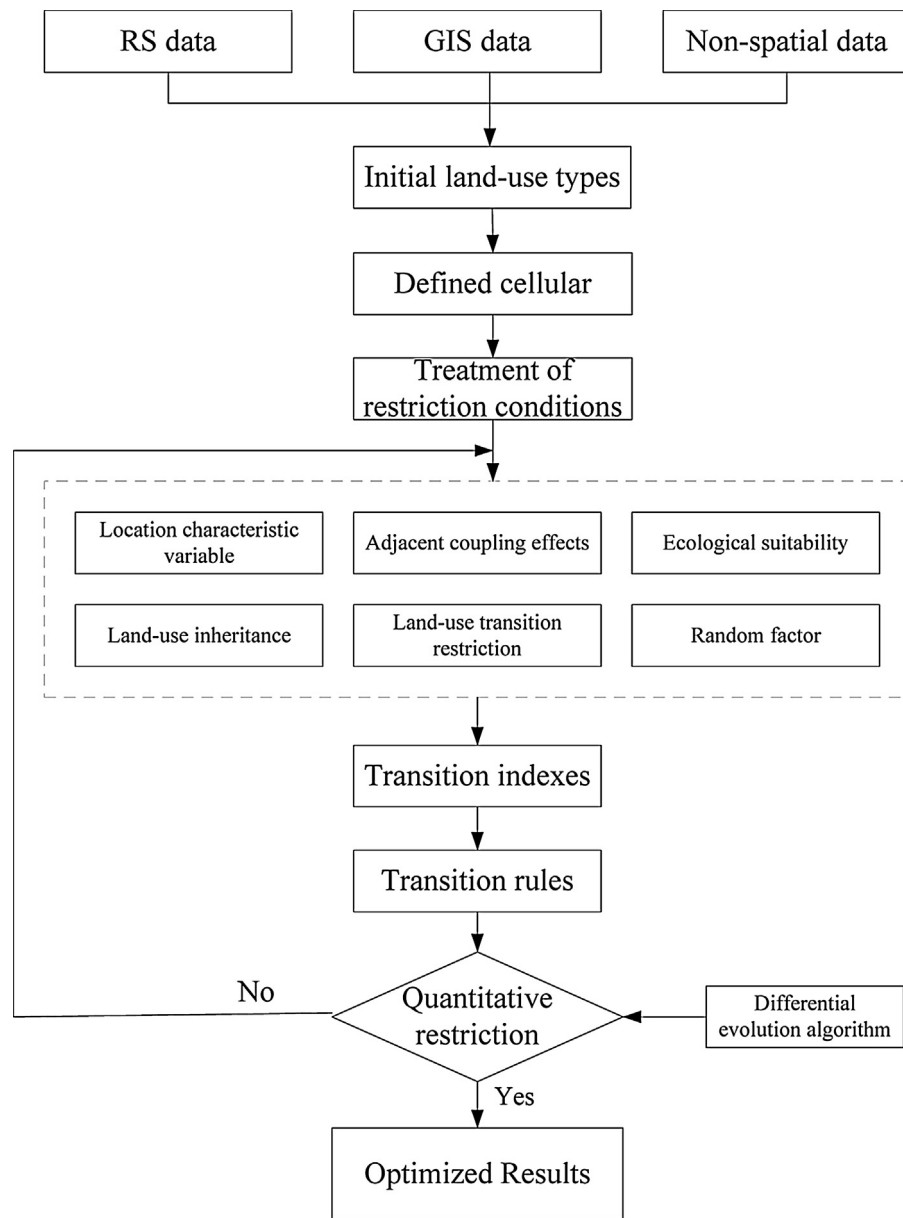 RS data
GIS data
Non-spatial data
Initial land-use types
Defined cellular
Treatment of
restriction conditions
Location characteristic
variable
Adjacent coupling effects
Ecological suitability
Land-use inheritance
Land-use transition
restriction
Random factor
Transition indexes
Transition rules
No
Quantitative
restriction
Differential
evolution algorithm
Yes
Optimized Results